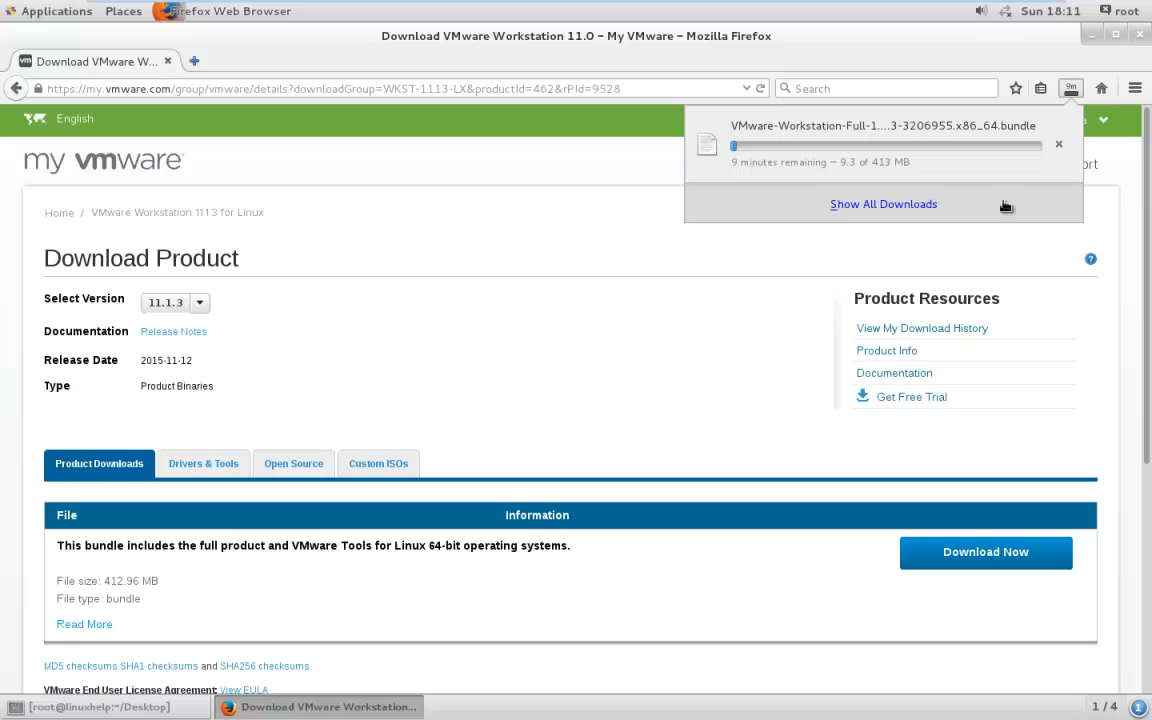 Applications Places Firefox Web Browser Sun 18:11 root
Download VMware Workstation 11.0 – My VMware – Mozilla Firefox
Download VMware W...
https://my.vmware.com/group/vmware/details?downloadGroup=WKST-1113-LX&productId=462&rPId=9528 Search 9m
English
VMware-Workstation-Full-1....3-3206955.x86_64.bundle
9 minutes remaining — 9.3 of 413 MB
Show All Downloads
my vmware
Home / VMware Workstation 11 1 3 for Linux
Download Product
Select Version 11.1.3
Documentation Release Notes
Release Date 2015-11-12
Type Product Binaries
Product Resources
View My Download History
Product Info
Documentation
Get Free Trial
Product Downloads Drivers & Tools Open Source Custom ISOs
File Information
This bundle includes the full product and VMware Tools for Linux 64-bit operating systems.
Download Now
File size: 412.96 MB
File type: bundle
Read More
MD5 checksums SHA1 checksums and SHA256 checksums.
VMware End User License Agreement: View EULA
[root@linuxhelp:~/Desktop] Download VMware Workstation... 1 / 4 1